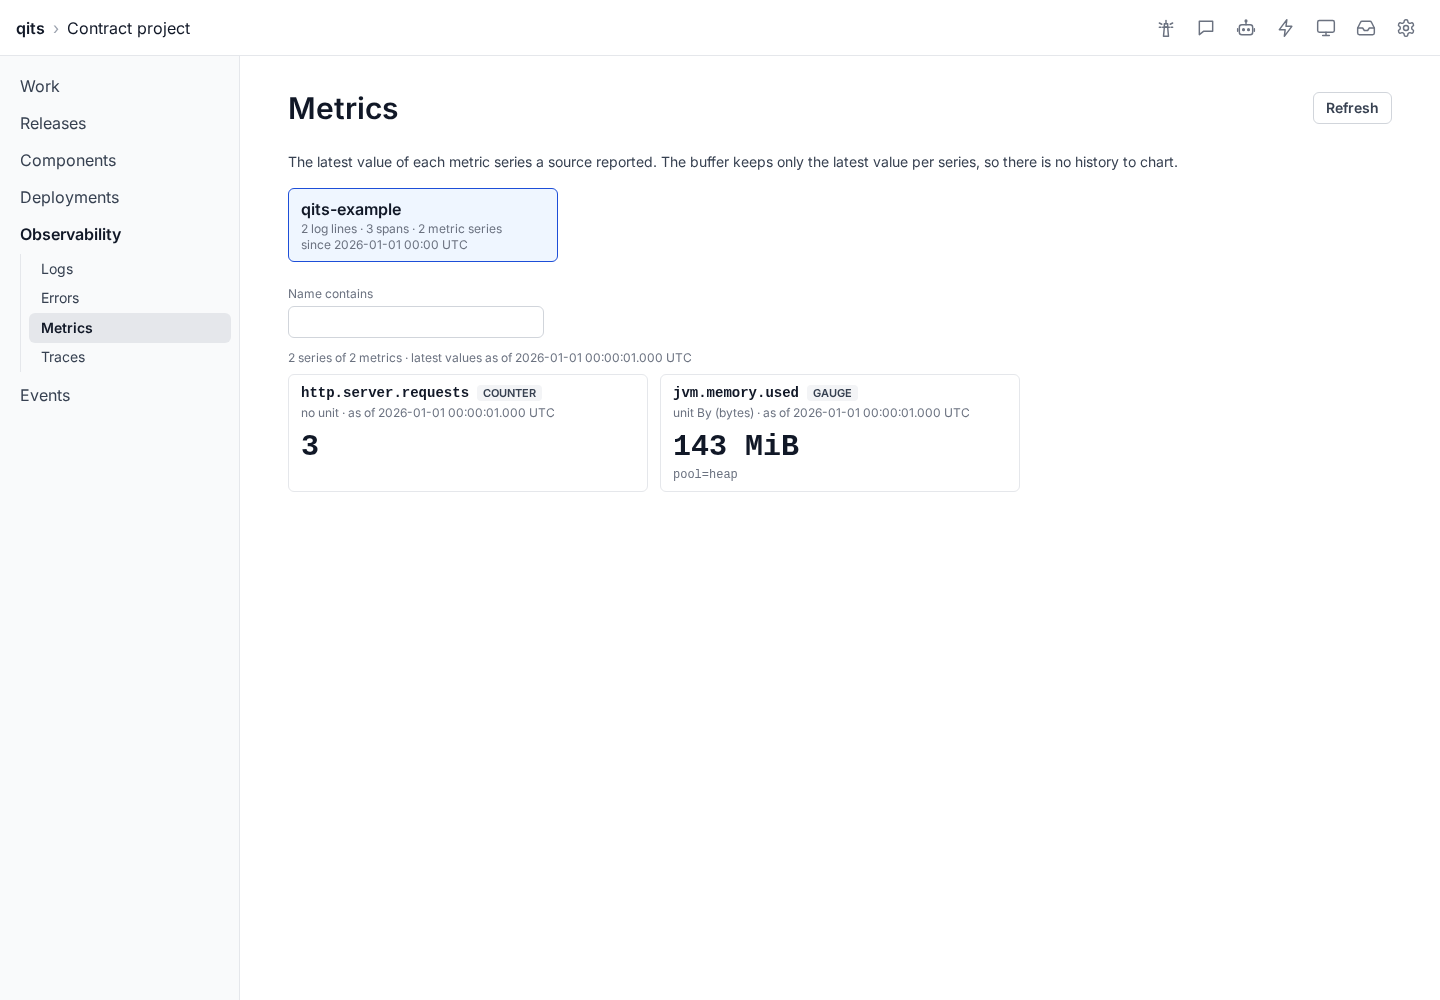 qits › Contract project
Work
Releases
Components
Deployments
Observability
Logs
Errors
Metrics
Traces
Events
Metrics
Refresh
The latest value of each metric series a source reported. The buffer keeps only the latest value per series, so there is no history to chart.
qits-example
2 log lines · 3 spans · 2 metric series
since 2026-01-01 00:00 UTC
Name contains
2 series of 2 metrics · latest values as of 2026-01-01 00:00:01.000 UTC
http.server.requests COUNTER
no unit · as of 2026-01-01 00:00:01.000 UTC
3
jvm.memory.used GAUGE
unit By (bytes) · as of 2026-01-01 00:00:01.000 UTC
143 MiB
pool=heap